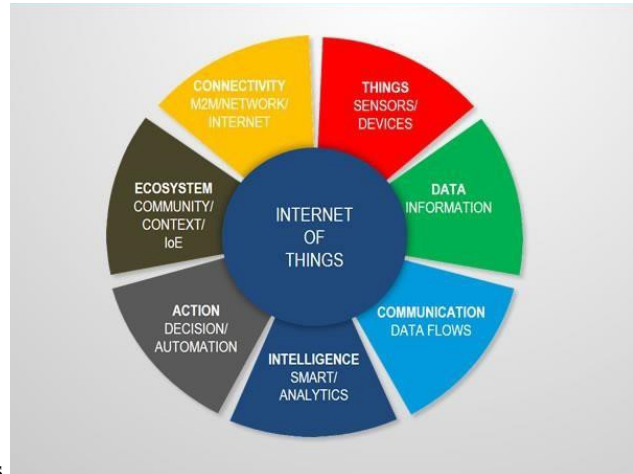 CONNECTIVITY
M2M/NETWORK/
INTERNET
THINGS
SENSORS/
DEVICES
DATA
INFORMATION
COMMUNICATION
DATA FLOWS
INTELLIGENCE
SMART/
ANALYTICS
ACTION
DECISION/
AUTOMATION
ECOSYSTEM
COMMUNITY/
CONTEXT/
IoE
INTERNET
OF
THINGS